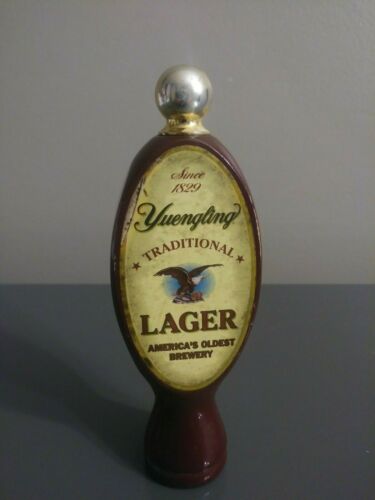 Since
1829
Yuengling
TRADITIONAL
LAGER
AMERICA'S OLDEST
BREWERY